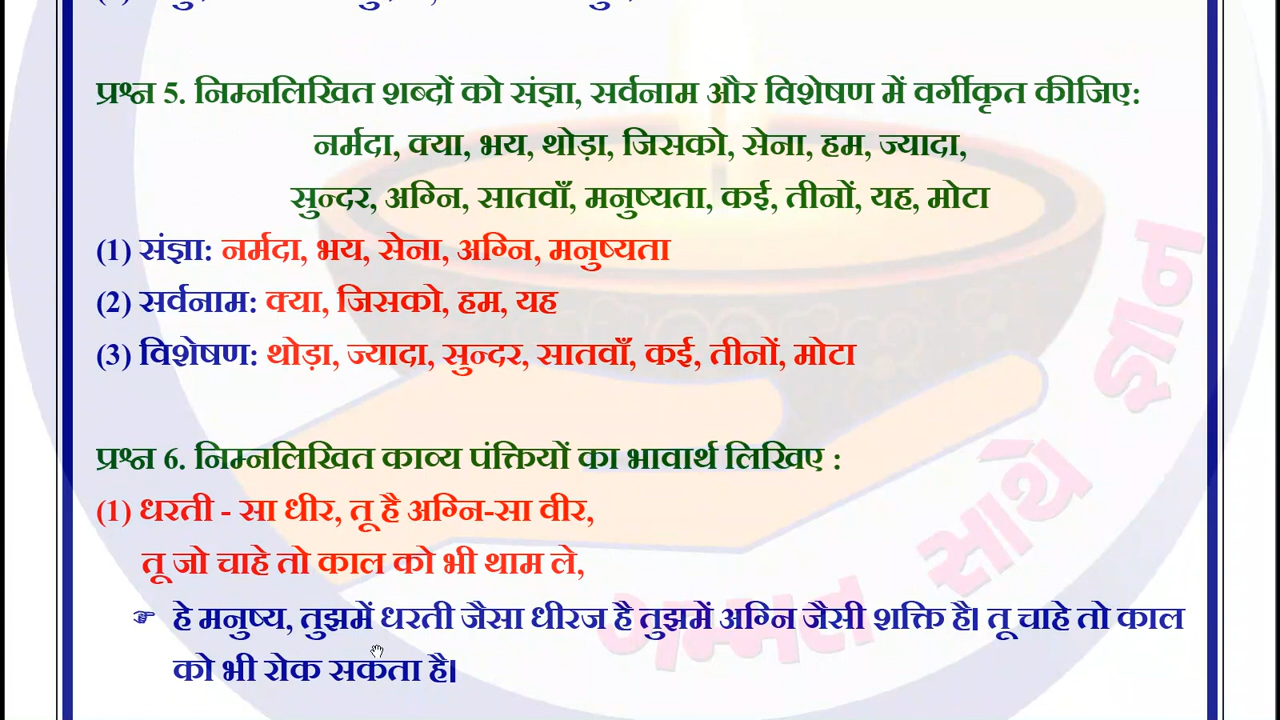 प्रश्न 5. निम्नलिखित शब्दों को संज्ञा, सर्वनाम और विशेषण में वर्गीकृत कीजिए:
नर्मदा, क्या, भय, थोड़ा, जिसको, सेना, हम, ज्यादा,
सुन्दर, अग्नि, सातवाँ, मनुष्यता, कई, तीनों, यह, मोटा
(1) संज्ञा: नर्मदा, भय, सेना, अग्नि, मनुष्यता
(2) सर्वनाम: क्या, जिसको, हम, यह
(3) विशेषण: थोड़ा, ज्यादा, सुन्दर, सातवाँ, कई, तीनों, मोटा
प्रश्न 6. निम्नलिखित काव्य पंक्तियों का भावार्थ लिखिए :
(1) धरती - सा धीर, तू है अग्नि-सा वीर,
तू जो चाहे तो काल को भी थाम ले,
☞ हे मनुष्य, तुझमें धरती जैसा धीरज है तुझमें अग्नि जैसी शक्ति है। तू चाहे तो काल
को भी रोक सकता है।
ગમ્મત સાથે જ્ઞાન